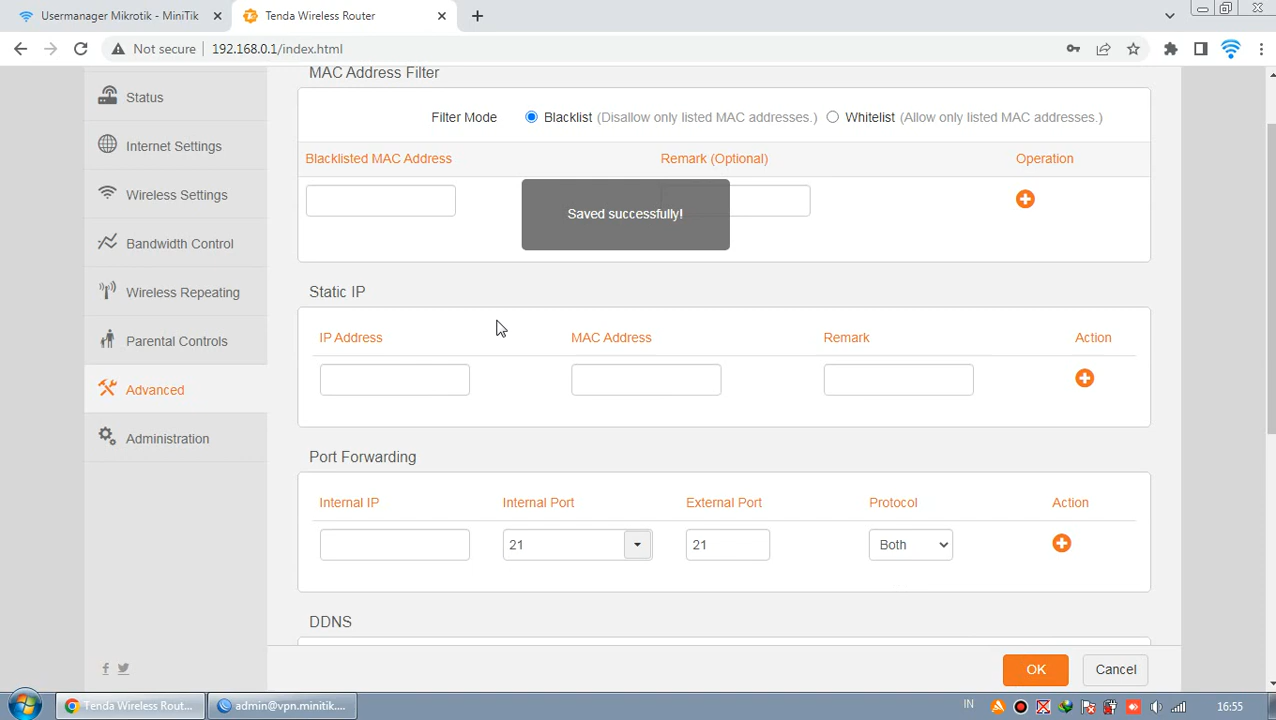 Usermanager Mikrotik - MiniTik
Tenda Wireless Router
Not secure
192.168.0.1/index.html
MAC Address Filter
Status
Filter Mode
Blacklist (Disallow only listed MAC addresses.)
Whitelist (Allow only listed MAC addresses.)
Internet Settings
Blacklisted MAC Address
Remark (Optional)
Operation
Wireless Settings
Saved successfully!
Bandwidth Control
Wireless Repeating
Static IP
Parental Controls
IP Address
MAC Address
Remark
Action
Advanced
Administration
Port Forwarding
Internal IP
Internal Port
External Port
Protocol
Action
21
21
Both
DDNS
OK
Cancel
Tenda Wireless Rout...
admin@vpn.minitik....
IN
16:55